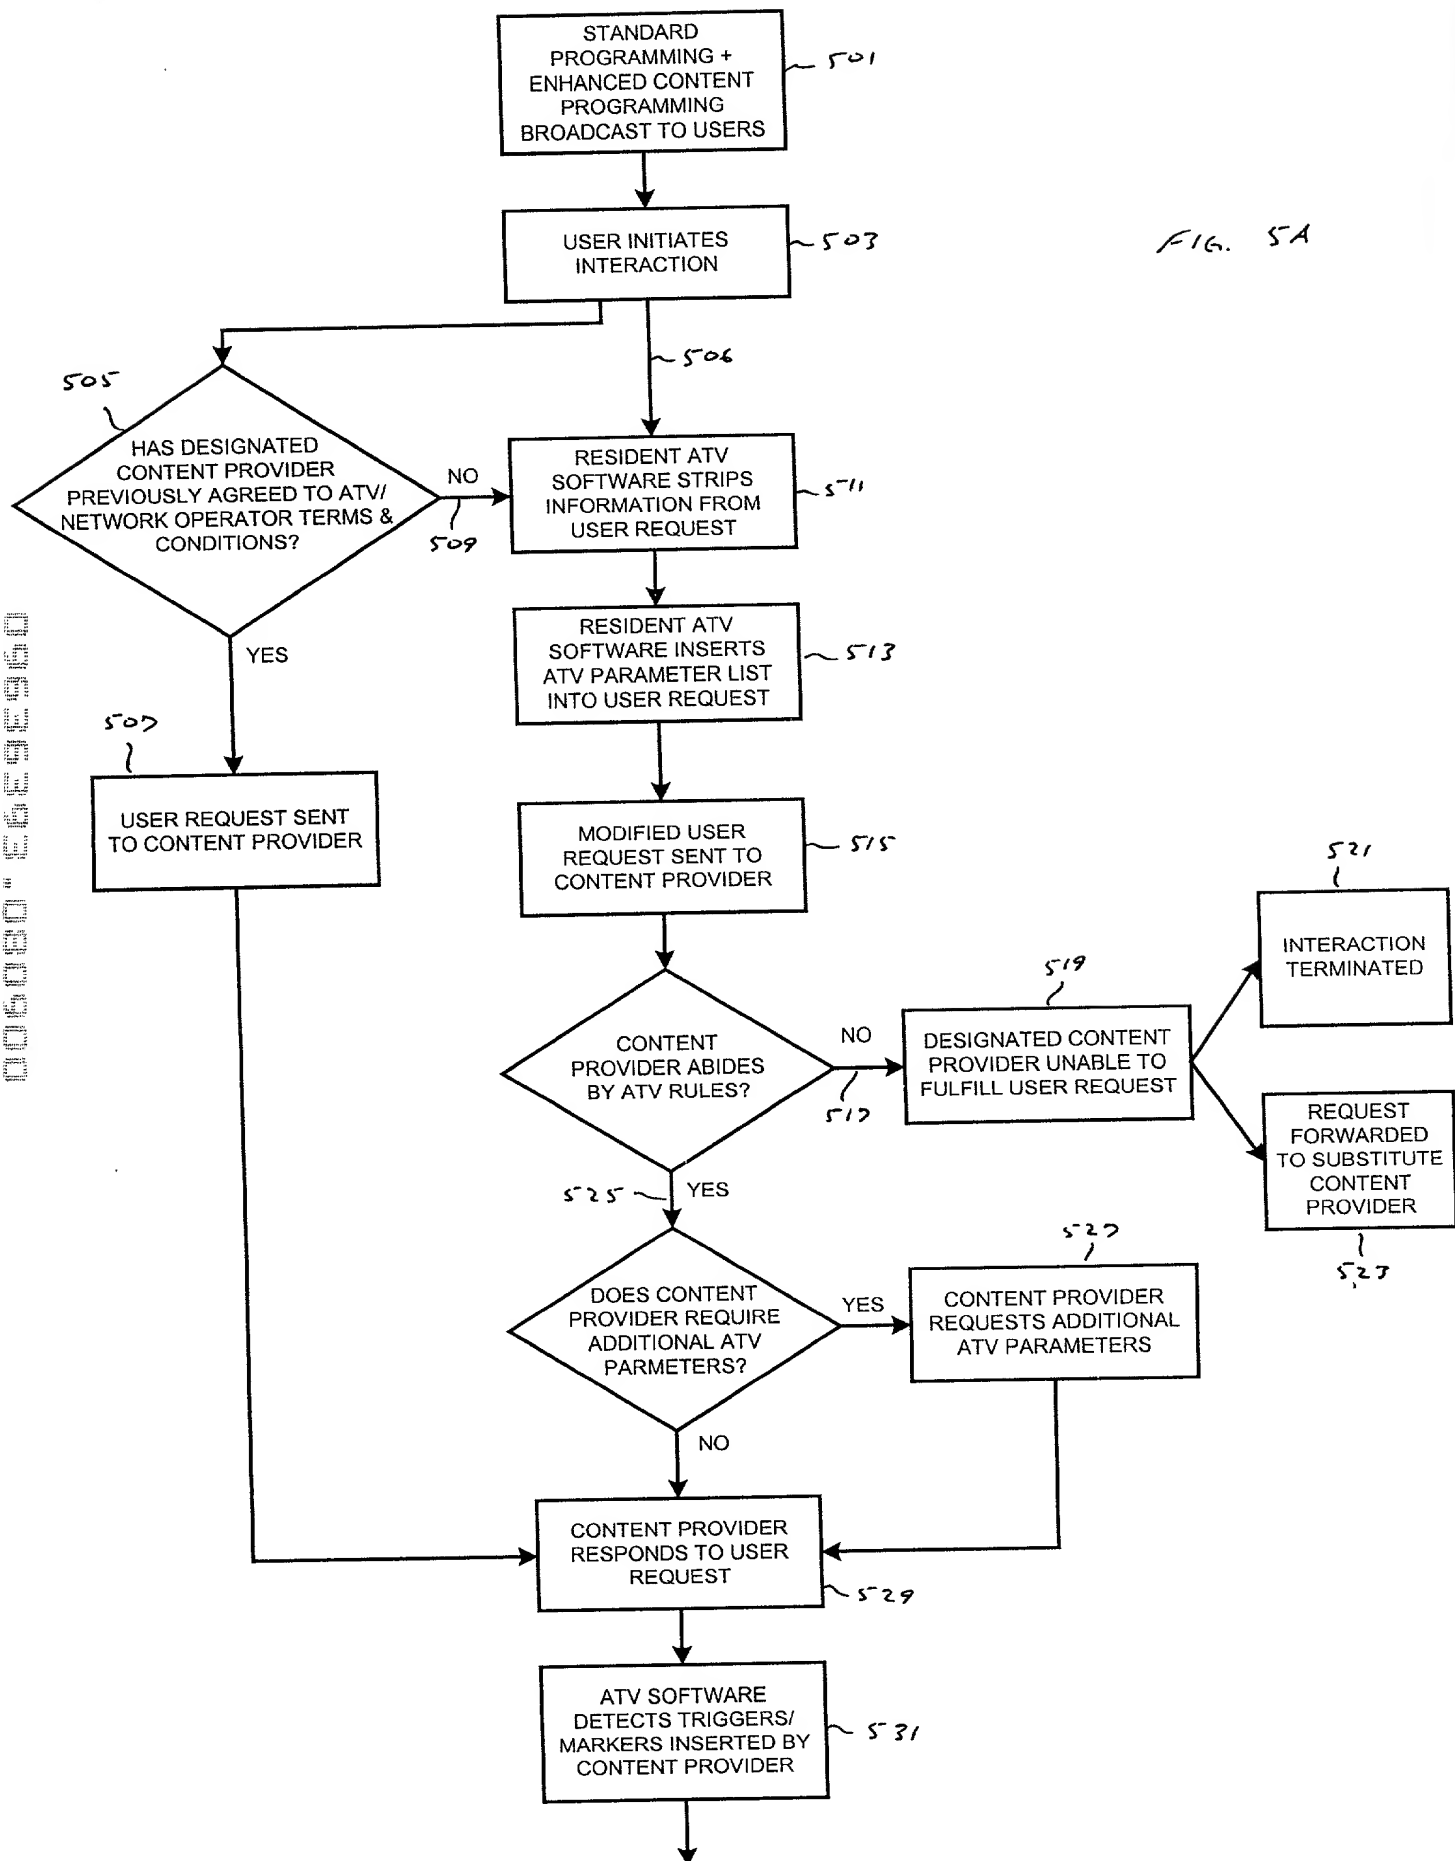 STANDARD
PROGRAMMING +
ENHANCED CONTENT
PROGRAMMING
BROADCAST TO USERS
501
USER INITIATES
INTERACTION
503
FIG. 5A
506
505
HAS DESIGNATED
CONTENT PROVIDER
PREVIOUSLY AGREED TO ATV/
NETWORK OPERATOR TERMS &
CONDITIONS?
NO
509
RESIDENT ATV
SOFTWARE STRIPS
INFORMATION FROM
USER REQUEST
511
YES
RESIDENT ATV
SOFTWARE INSERTS
ATV PARAMETER LIST
INTO USER REQUEST
513
507
USER REQUEST SENT
TO CONTENT PROVIDER
MODIFIED USER
REQUEST SENT TO
CONTENT PROVIDER
515
521
INTERACTION
TERMINATED
CONTENT
PROVIDER ABIDES
BY ATV RULES?
NO
517
519
DESIGNATED CONTENT
PROVIDER UNABLE TO
FULFILL USER REQUEST
REQUEST
FORWARDED
TO SUBSTITUTE
CONTENT
PROVIDER
523
525
YES
DOES CONTENT
PROVIDER REQUIRE
ADDITIONAL ATV
PARMETERS?
YES
527
CONTENT PROVIDER
REQUESTS ADDITIONAL
ATV PARAMETERS
NO
CONTENT PROVIDER
RESPONDS TO USER
REQUEST
529
ATV SOFTWARE
DETECTS TRIGGERS/
MARKERS INSERTED BY
CONTENT PROVIDER
531